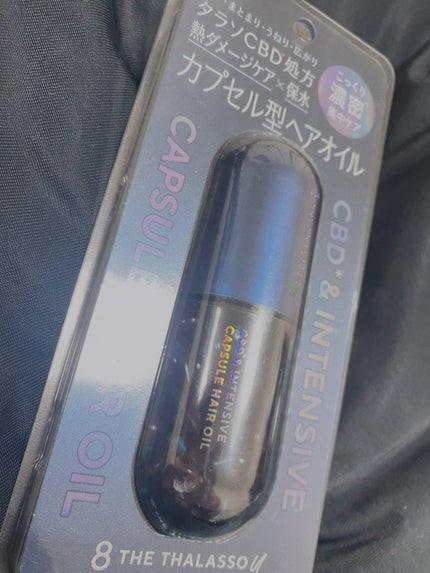 ・まとまり・うねり・広がり
タラソCBD処方
熱ダメージケア×保水
カプセル型ヘアオイル
こっくり
濃密
集中ケア
CBD* & INTENSIVE
CAPSULE HAIR OIL
CBD & INTENSIVE
CAPSULE HAIR OIL
8 THE THALASSO u